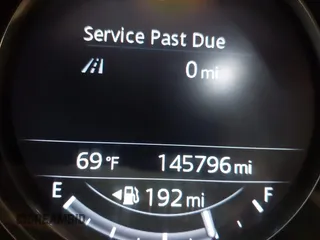 Service Past Due
0 mi
69 °F 145796 mi
E 192 mi F